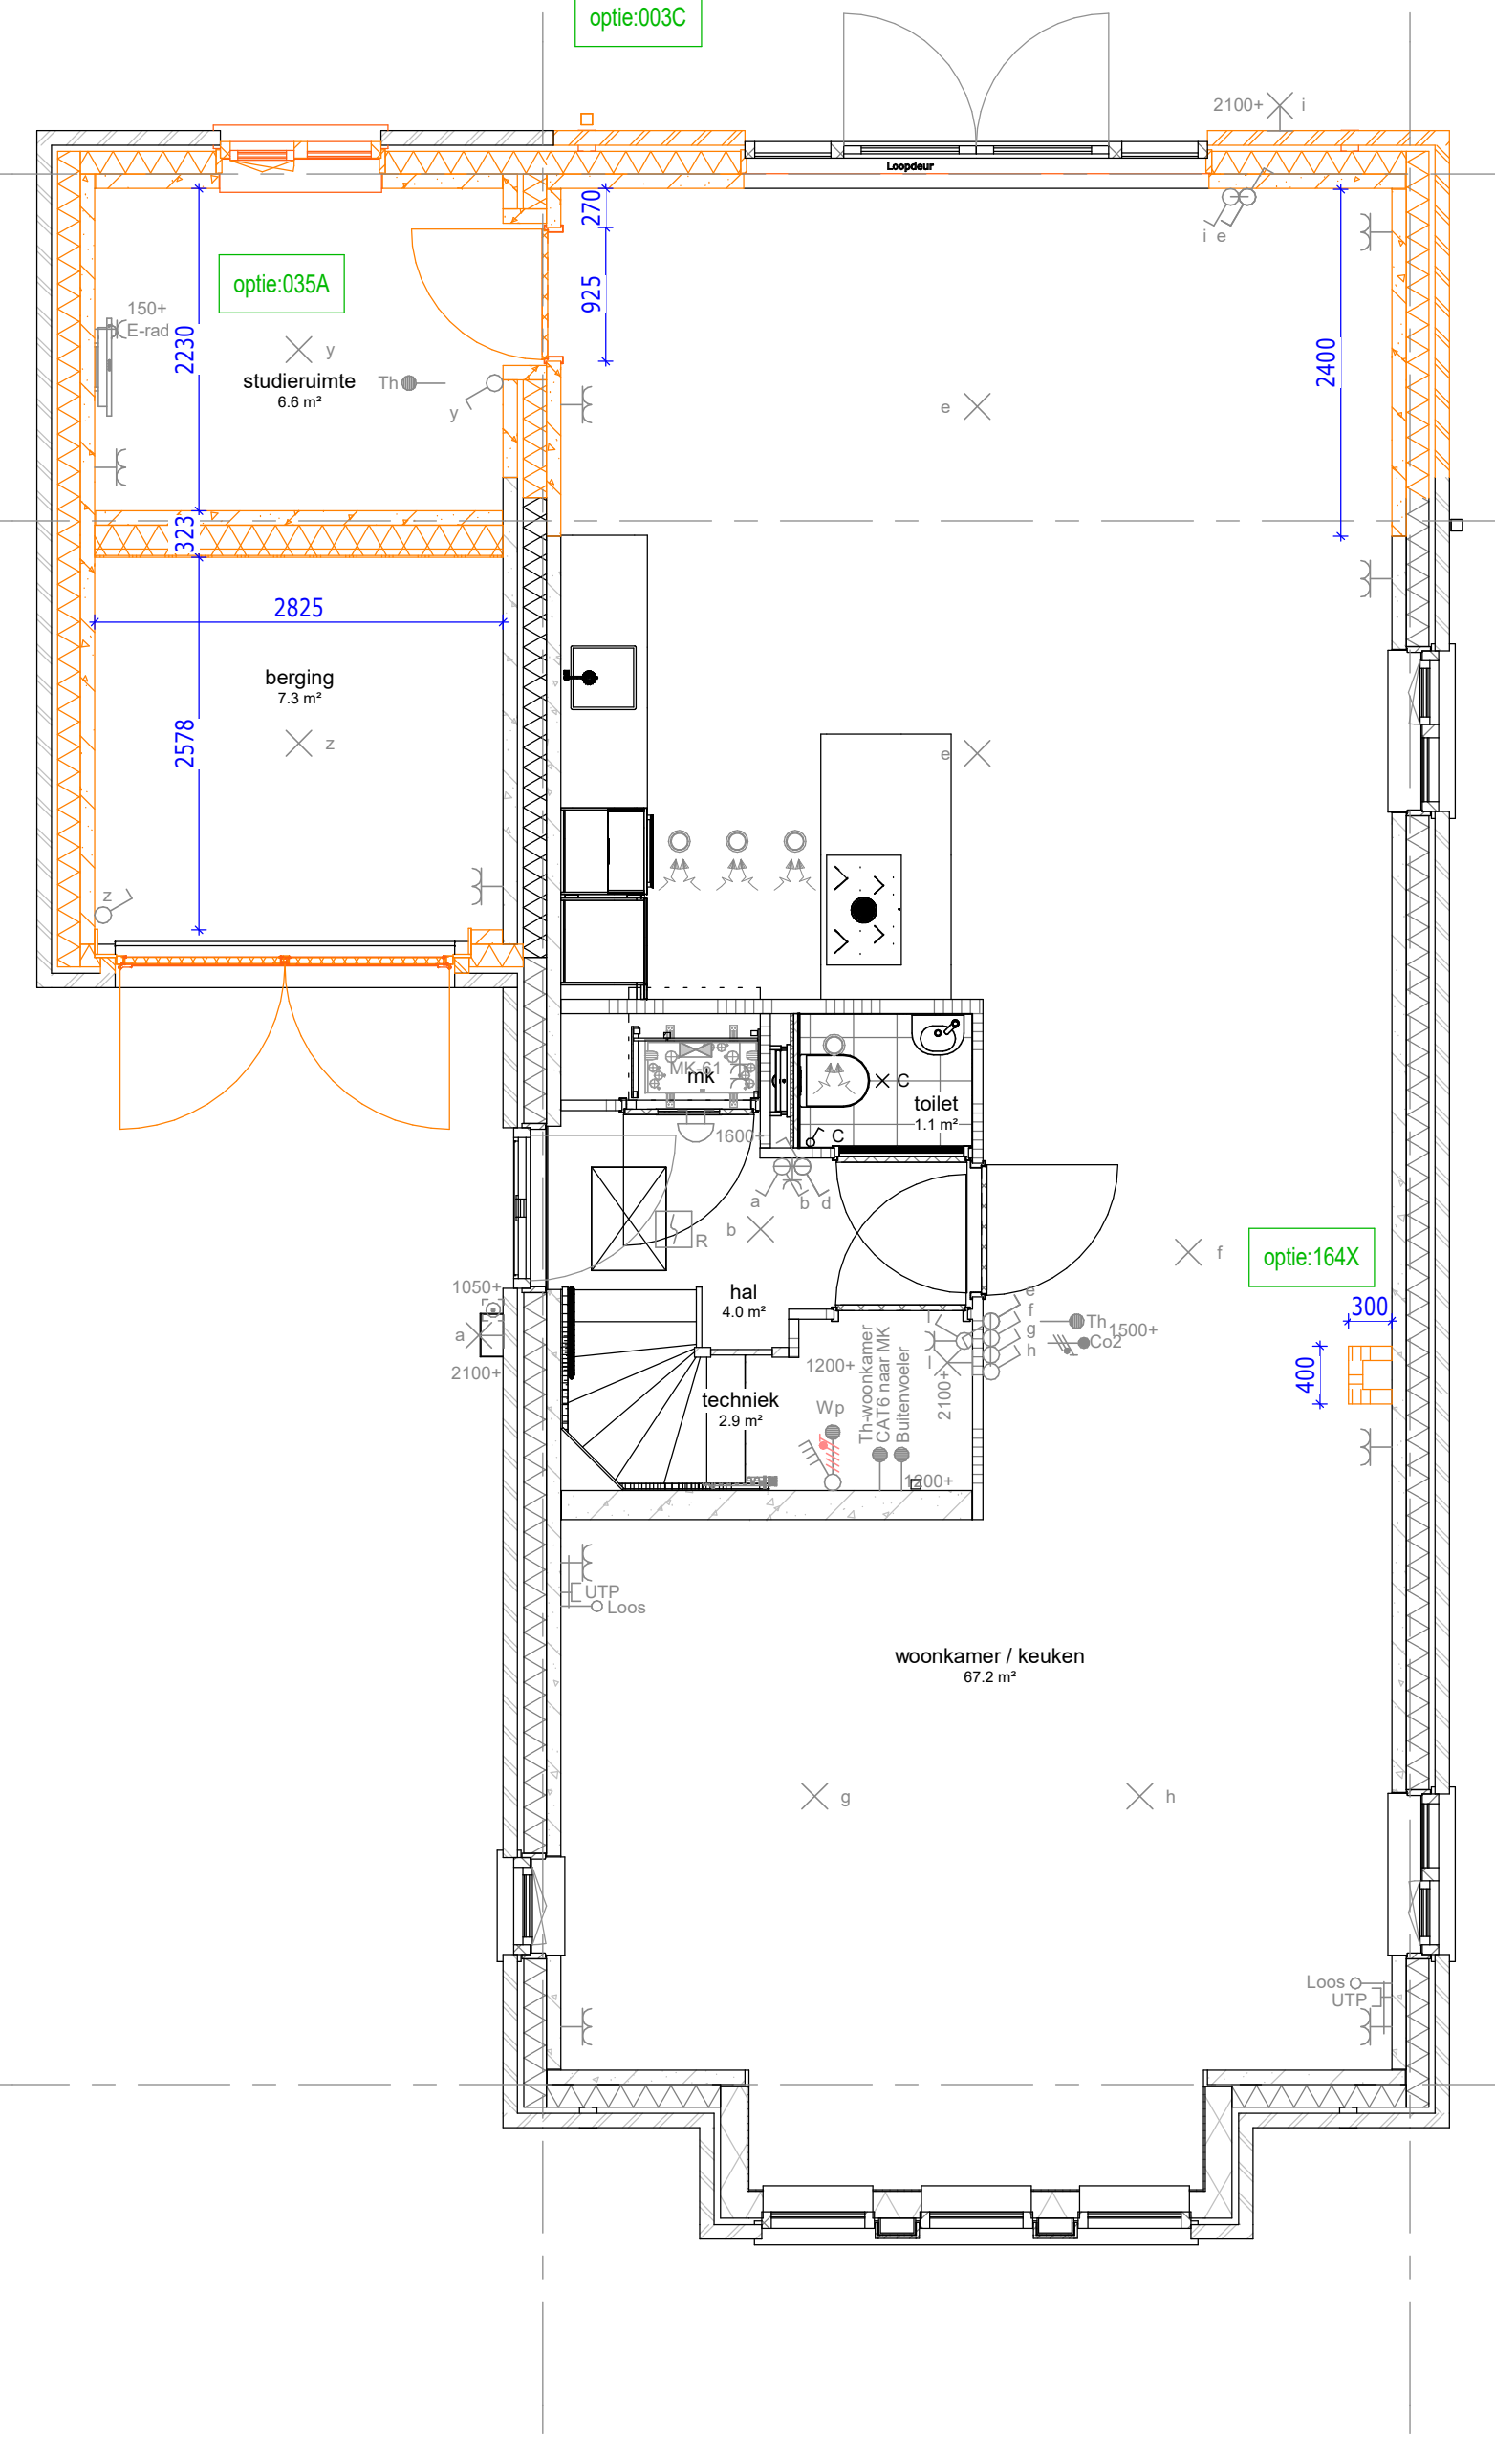 optie:003C
2100+ i
Loopdeur
270
i e
optie:035A
925
150+
E-rad
2230
y
2400
studieruimte
6.6 m²
Th
y
e
323
2825
berging
7.3 m²
2578
z
e
z
MK-61
mk
C
toilet
1.1 m²
C
1600+
a
b
d
b
R
f
optie:164X
hal
4.0 m²
1050+
a
2100+
e
f
g
h
Th
1500+
Co2
300
400
1200+
Th-woonkamer
CAT6 naar MK
Buitenvoeler
2100+
techniek
2.9 m²
Wp
1200+
UTP
Loos
woonkamer / keuken
67.2 m²
g
h
Loos
UTP